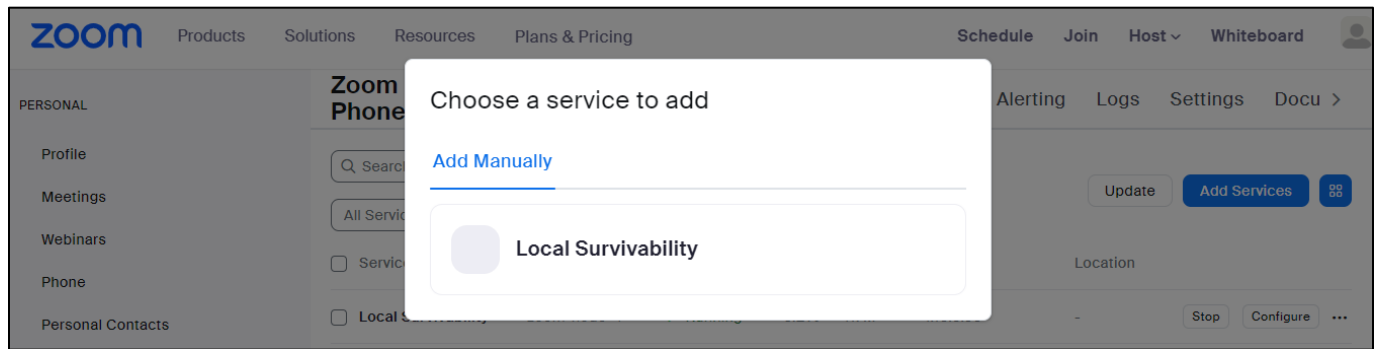 zoom Products Solutions Resources Plans & Pricing Schedule Join Host Whiteboard
PERSONAL
Profile
Meetings
Webinars
Phone
Personal Contacts
Zoom
Phone
Alerting Logs Settings Docu
Choose a service to add
Add Manually
Local Survivability
Update Add Services
Location
Local
Stop Configure